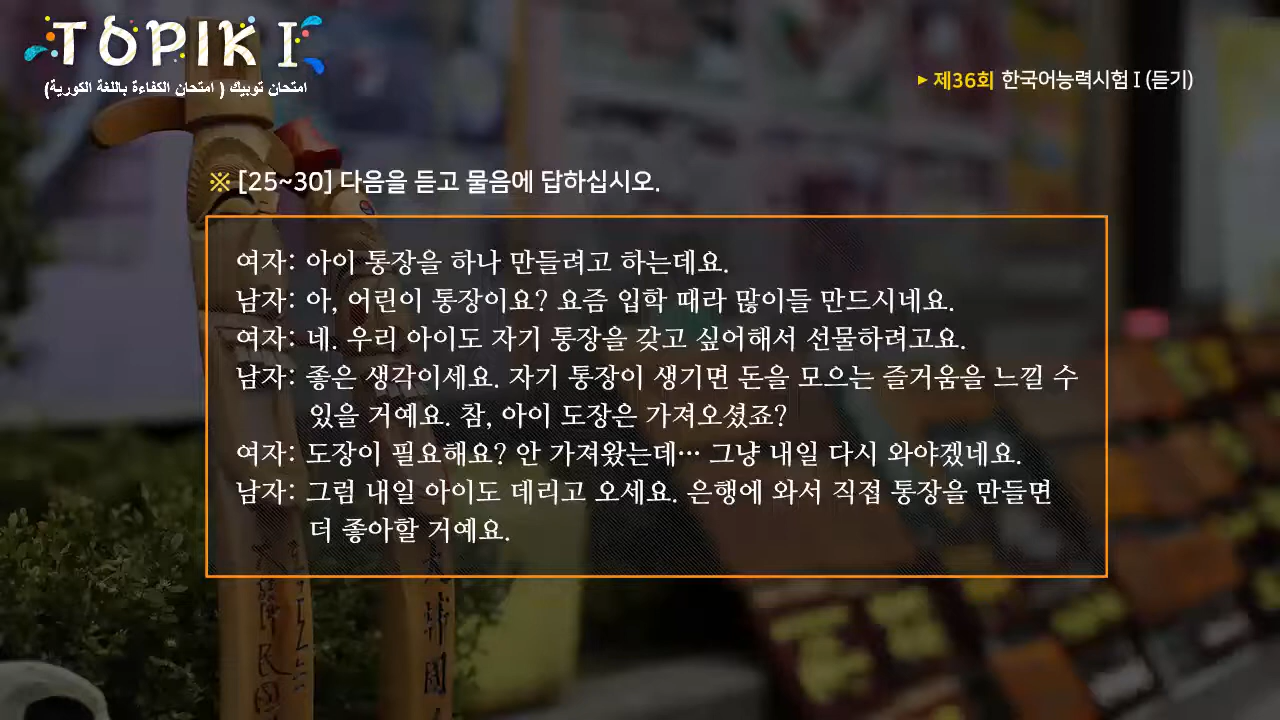 TOPIK I
امتحان توبيك ( امتحان الكفاءة باللغة الكورية)
▶ 제36회 한국어능력시험 I (듣기)
※ [25~30] 다음을 듣고 물음에 답하십시오.
여자: 아이 통장을 하나 만들려고 하는데요.
남자: 아, 어린이 통장이요? 요즘 입학 때라 많이들 만드시네요.
여자: 네. 우리 아이도 자기 통장을 갖고 싶어해서 선물하려고요.
남자: 좋은 생각이세요. 자기 통장이 생기면 돈을 모으는 즐거움을 느낄 수
있을 거예요. 참, 아이 도장은 가져오셨죠?
여자: 도장이 필요해요? 안 가져왔는데… 그냥 내일 다시 와야겠네요.
남자: 그럼 내일 아이도 데리고 오세요. 은행에 와서 직접 통장을 만들면
더 좋아할 거예요.